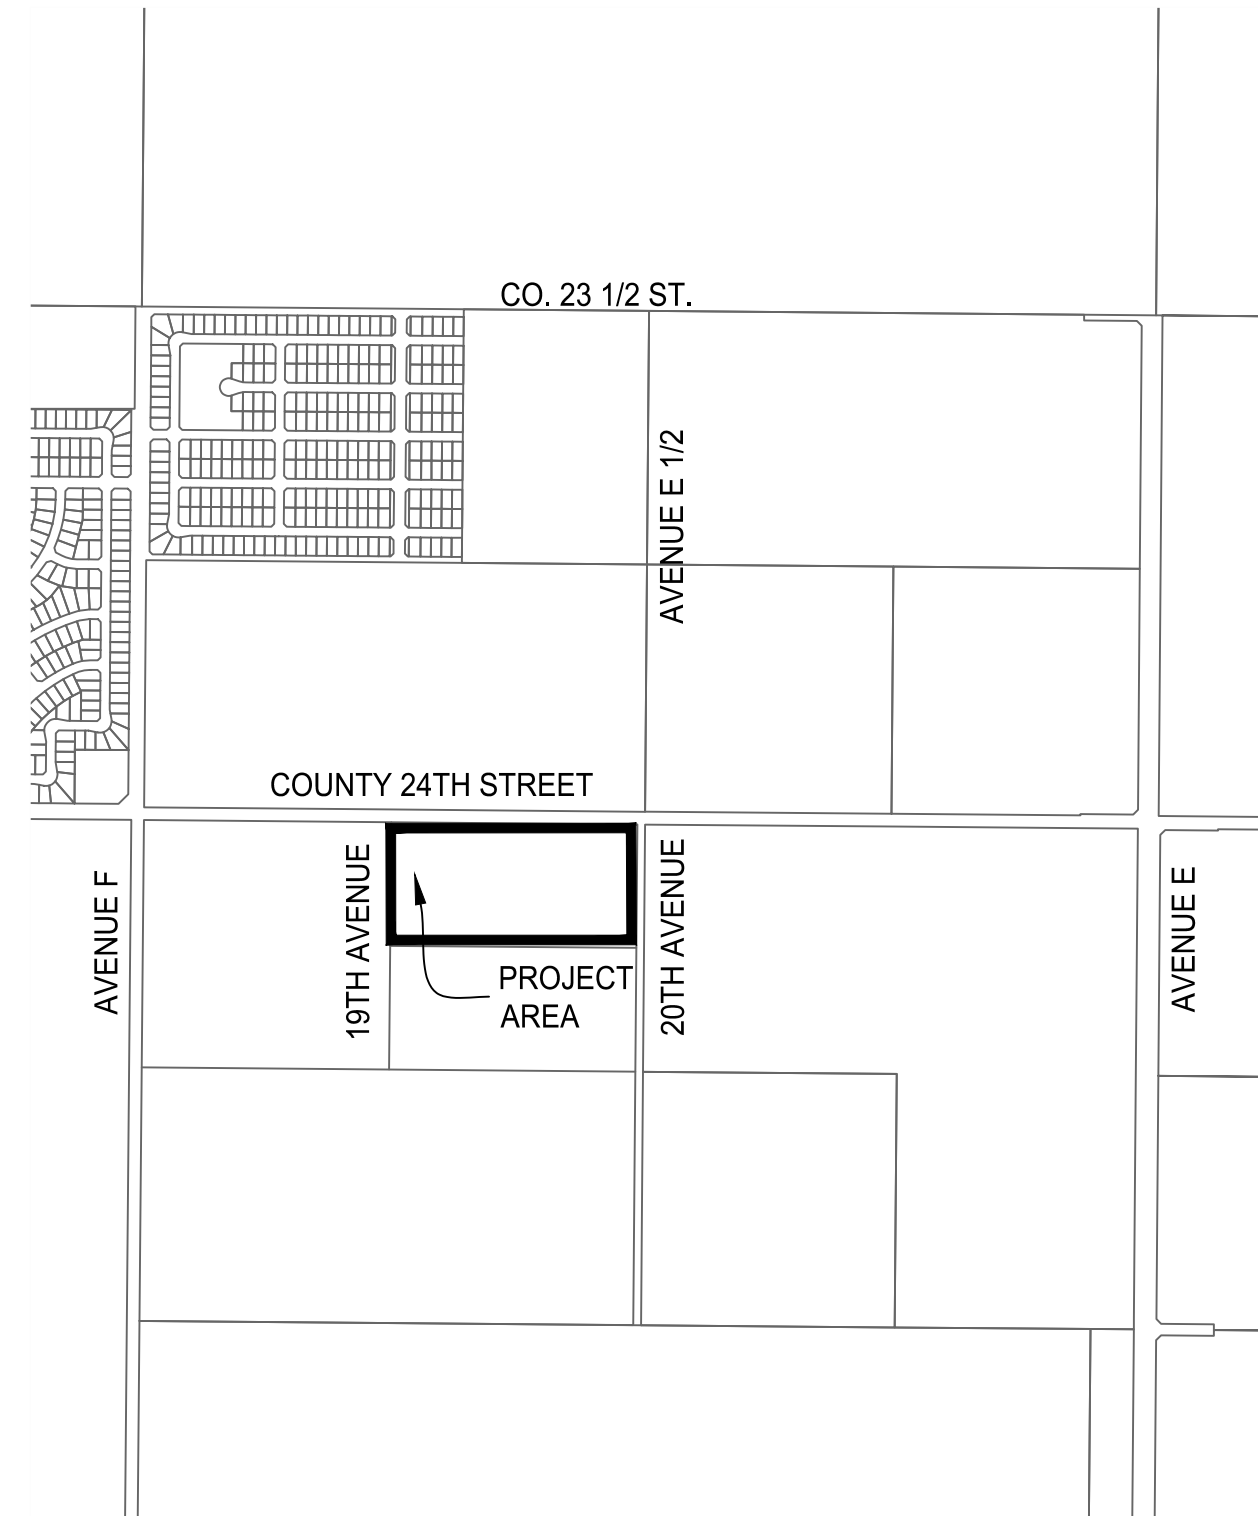 CO. 23 1/2 ST.
AVENUE E 1/2
COUNTY 24TH STREET
AVENUE F
19TH AVENUE
20TH AVENUE
AVENUE E
PROJECT
AREA